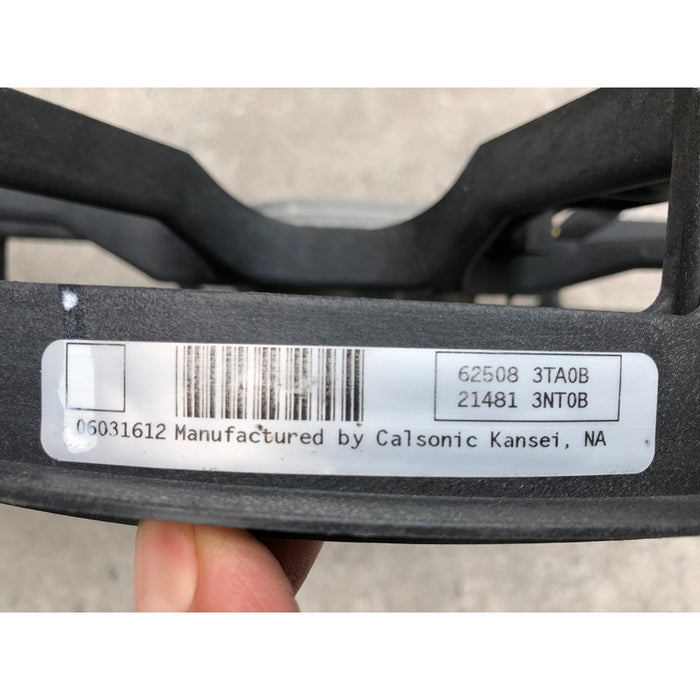 62508 3TA0B
21481 3NT0B
06031612 Manufactured by Calsonic Kansei, NA